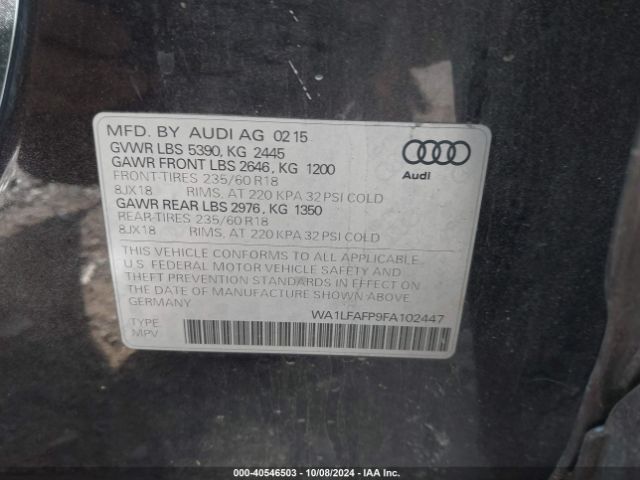 MFD. BY AUDI AG 02 15
GVWR LBS 5390, KG 2445
GAWR FRONT LBS 2646, KG 1200
FRONT-TIRES 235/60 R18
8JX18 RIMS, AT 220 KPA 32 PSI COLD
GAWR REAR LBS 2976, KG 1350
REAR-TIRES 235/60 R18
8JX18 RIMS, AT 220 KPA 32 PSI COLD
THIS VEHICLE CONFORMS TO ALL APPLICABLE
U.S. FEDERAL MOTOR VEHICLE SAFETY AND
THEFT PREVENTION STANDARDS IN EFFECT ON
THE DATE OF MANUFACTURE SHOWN ABOVE.
GERMANY
WA1LFAFP9FA102447
TYPE:
MPV
Audi
000-40546503 - 10/08/2024 - IAA Inc.